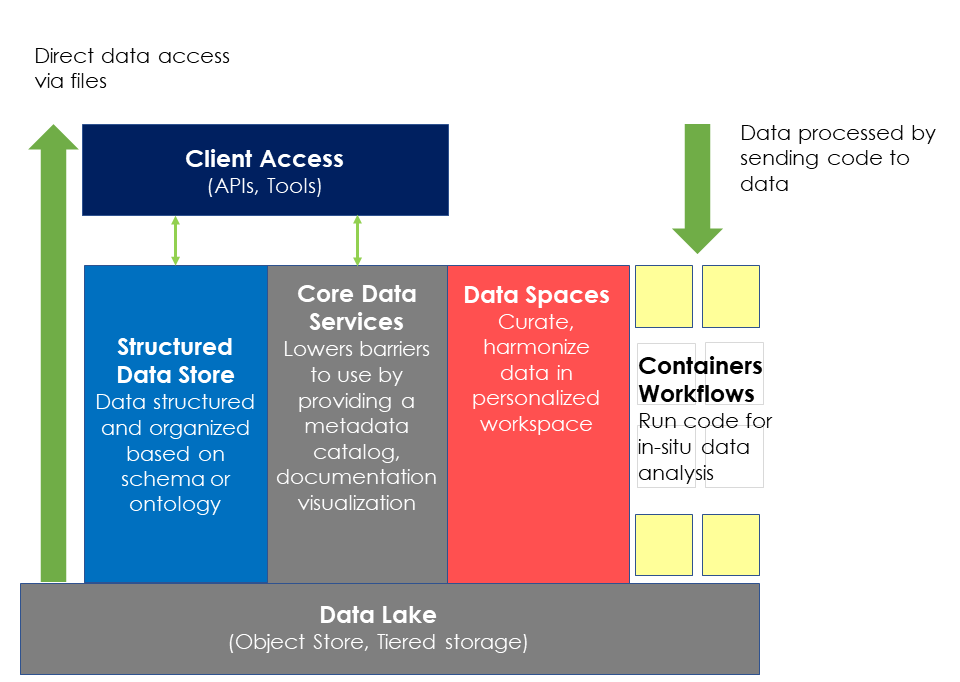 Direct data access
via files
Client Access
(APIs, Tools)
Data processed by
sending code to
data
Structured
Data Store
Data structured
and organized
based on
schema or
ontology
Core Data
Services
Lowers barriers
to use by
providing a
metadata
catalog,
documentation
visualization
Data Spaces
Curate,
harmonize
data in
personalized
workspace
Containers
Workflows
Run code for
in-situ data
analysis
Data Lake
(Object Store, Tiered storage)